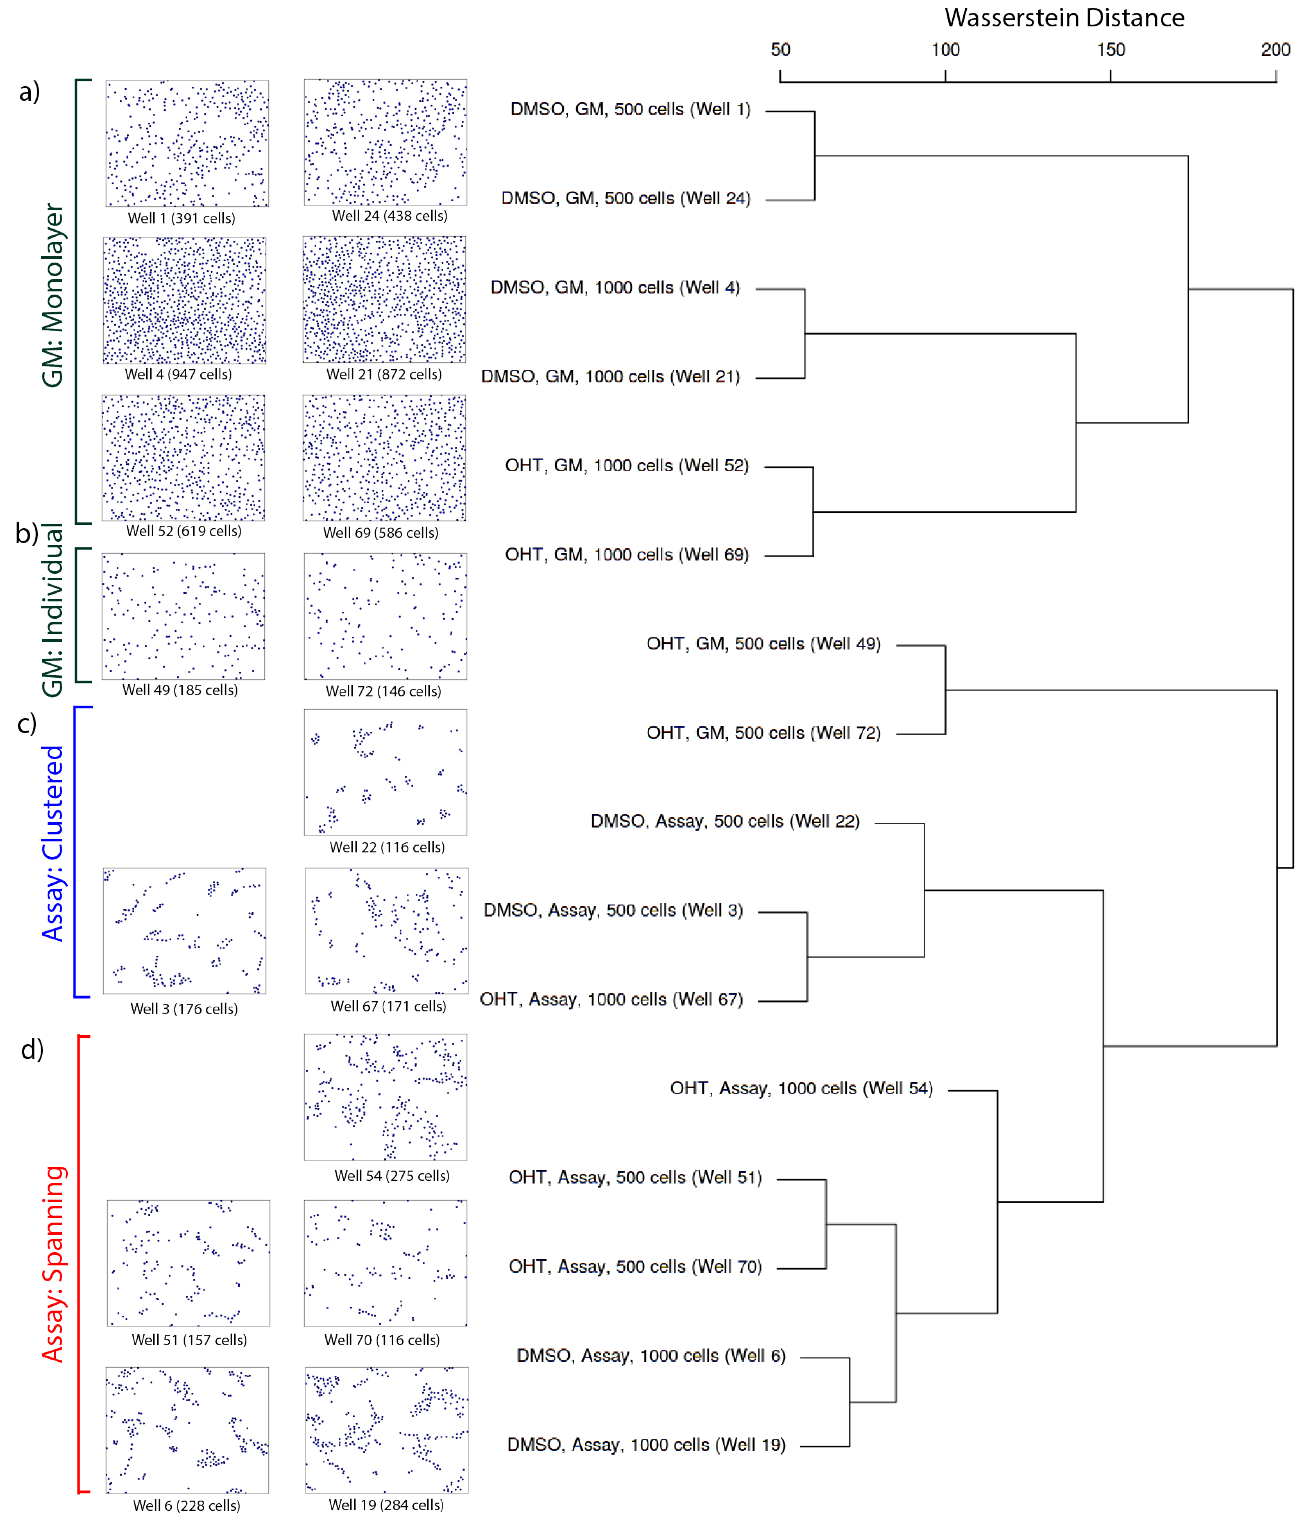 Wasserstein Distance
50 100 150 200
a)
GM: Monolayer
Well 1 (391 cells)
Well 24 (438 cells)
Well 4 (947 cells)
Well 21 (872 cells)
Well 52 (619 cells)
Well 69 (586 cells)
DMSO, GM, 500 cells (Well 1)
DMSO, GM, 500 cells (Well 24)
DMSO, GM, 1000 cells (Well 4)
DMSO, GM, 1000 cells (Well 21)
OHT, GM, 1000 cells (Well 52)
OHT, GM, 1000 cells (Well 69)
b)
GM: Individual
Well 49 (185 cells)
Well 72 (146 cells)
OHT, GM, 500 cells (Well 49)
OHT, GM, 500 cells (Well 72)
c)
Assay: Clustered
Well 22 (116 cells)
Well 3 (176 cells)
Well 67 (171 cells)
DMSO, Assay, 500 cells (Well 22)
DMSO, Assay, 500 cells (Well 3)
OHT, Assay, 1000 cells (Well 67)
d)
Assay: Spanning
Well 54 (275 cells)
Well 51 (157 cells)
Well 70 (116 cells)
Well 6 (228 cells)
Well 19 (284 cells)
OHT, Assay, 1000 cells (Well 54)
OHT, Assay, 500 cells (Well 51)
OHT, Assay, 500 cells (Well 70)
DMSO, Assay, 1000 cells (Well 6)
DMSO, Assay, 1000 cells (Well 19)